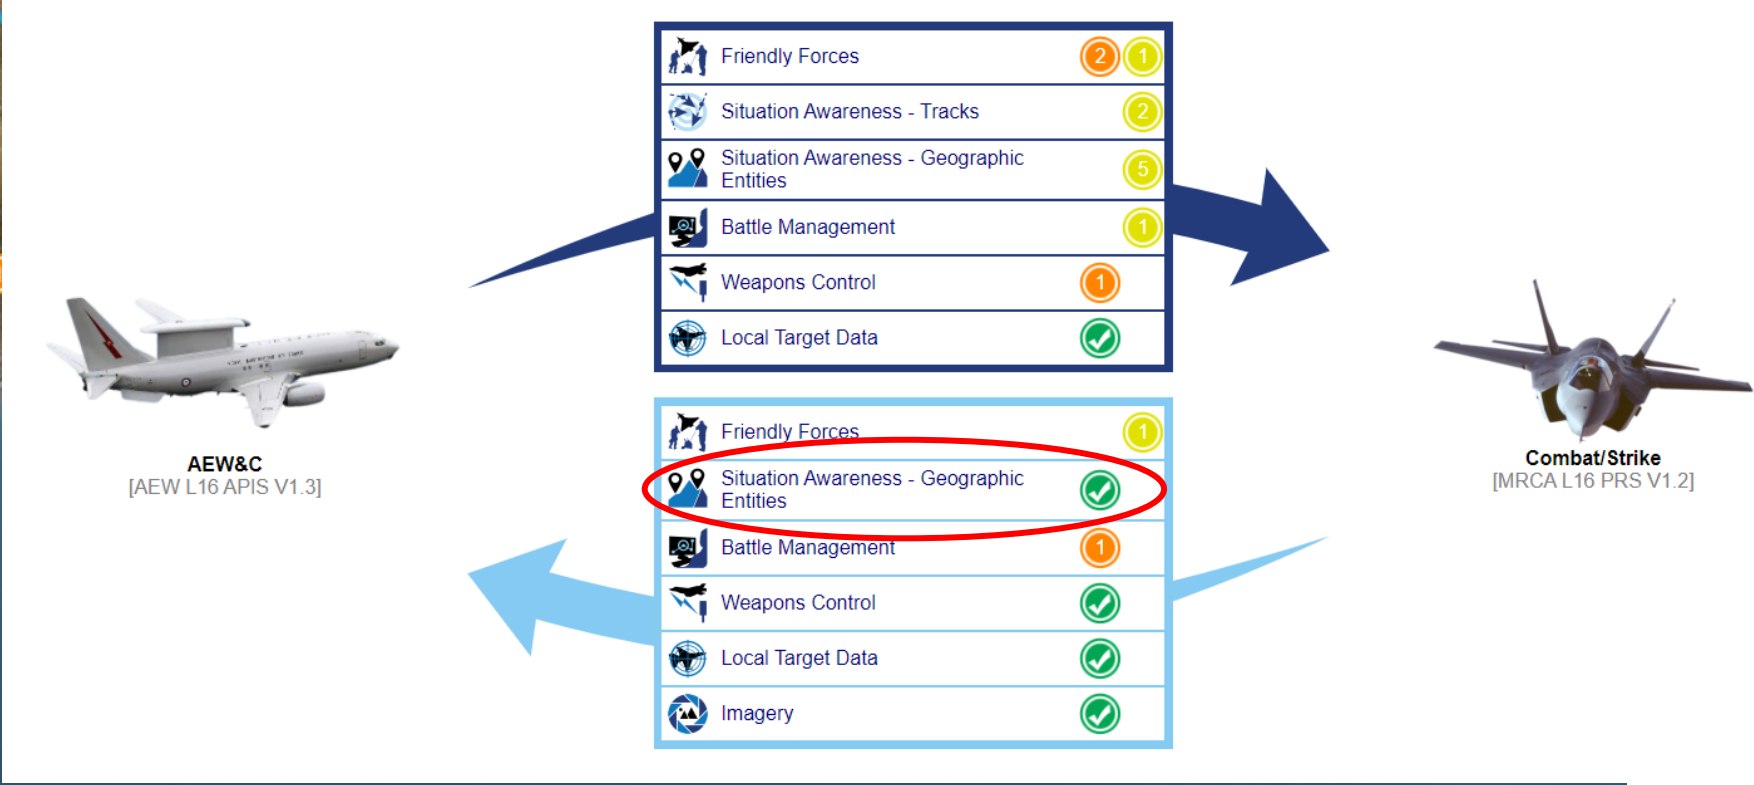 Friendly Forces 2 1
Situation Awareness - Tracks 2
Situation Awareness - Geographic
Entities 5
Battle Management 1
Weapons Control 1
Local Target Data
AEW&C
[AEW L16 APIS V1.3]
Friendly Forces 1
Situation Awareness - Geographic
Entities
Battle Management 1
Weapons Control
Local Target Data
Imagery
Combat/Strike
[MRCA L16 PRS V1.2]